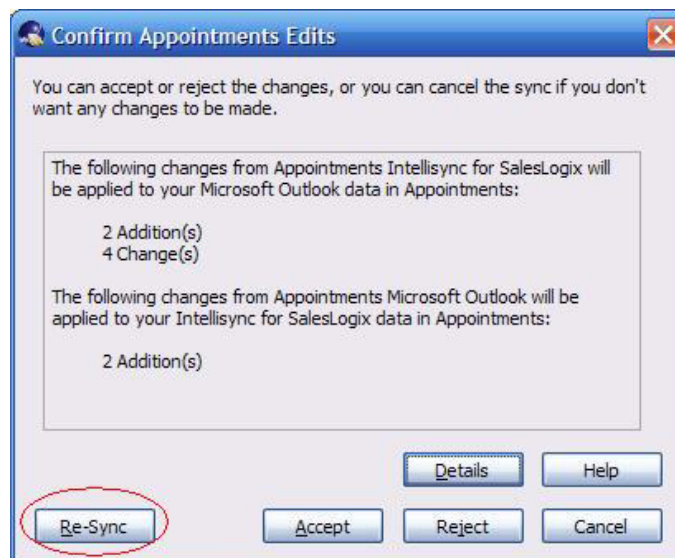 Confirm Appointments Edits
You can accept or reject the changes, or you can cancel the sync if you don't
want any changes to be made.
The following changes from Appointments Intellisync for SalesLogix will
be applied to your Microsoft Outlook data in Appointments:
2 Addition(s)
4 Change(s)
The following changes from Appointments Microsoft Outlook will be
applied to your Intellisync for SalesLogix data in Appointments:
2 Addition(s)
Details Help
Re-Sync Accept Reject Cancel